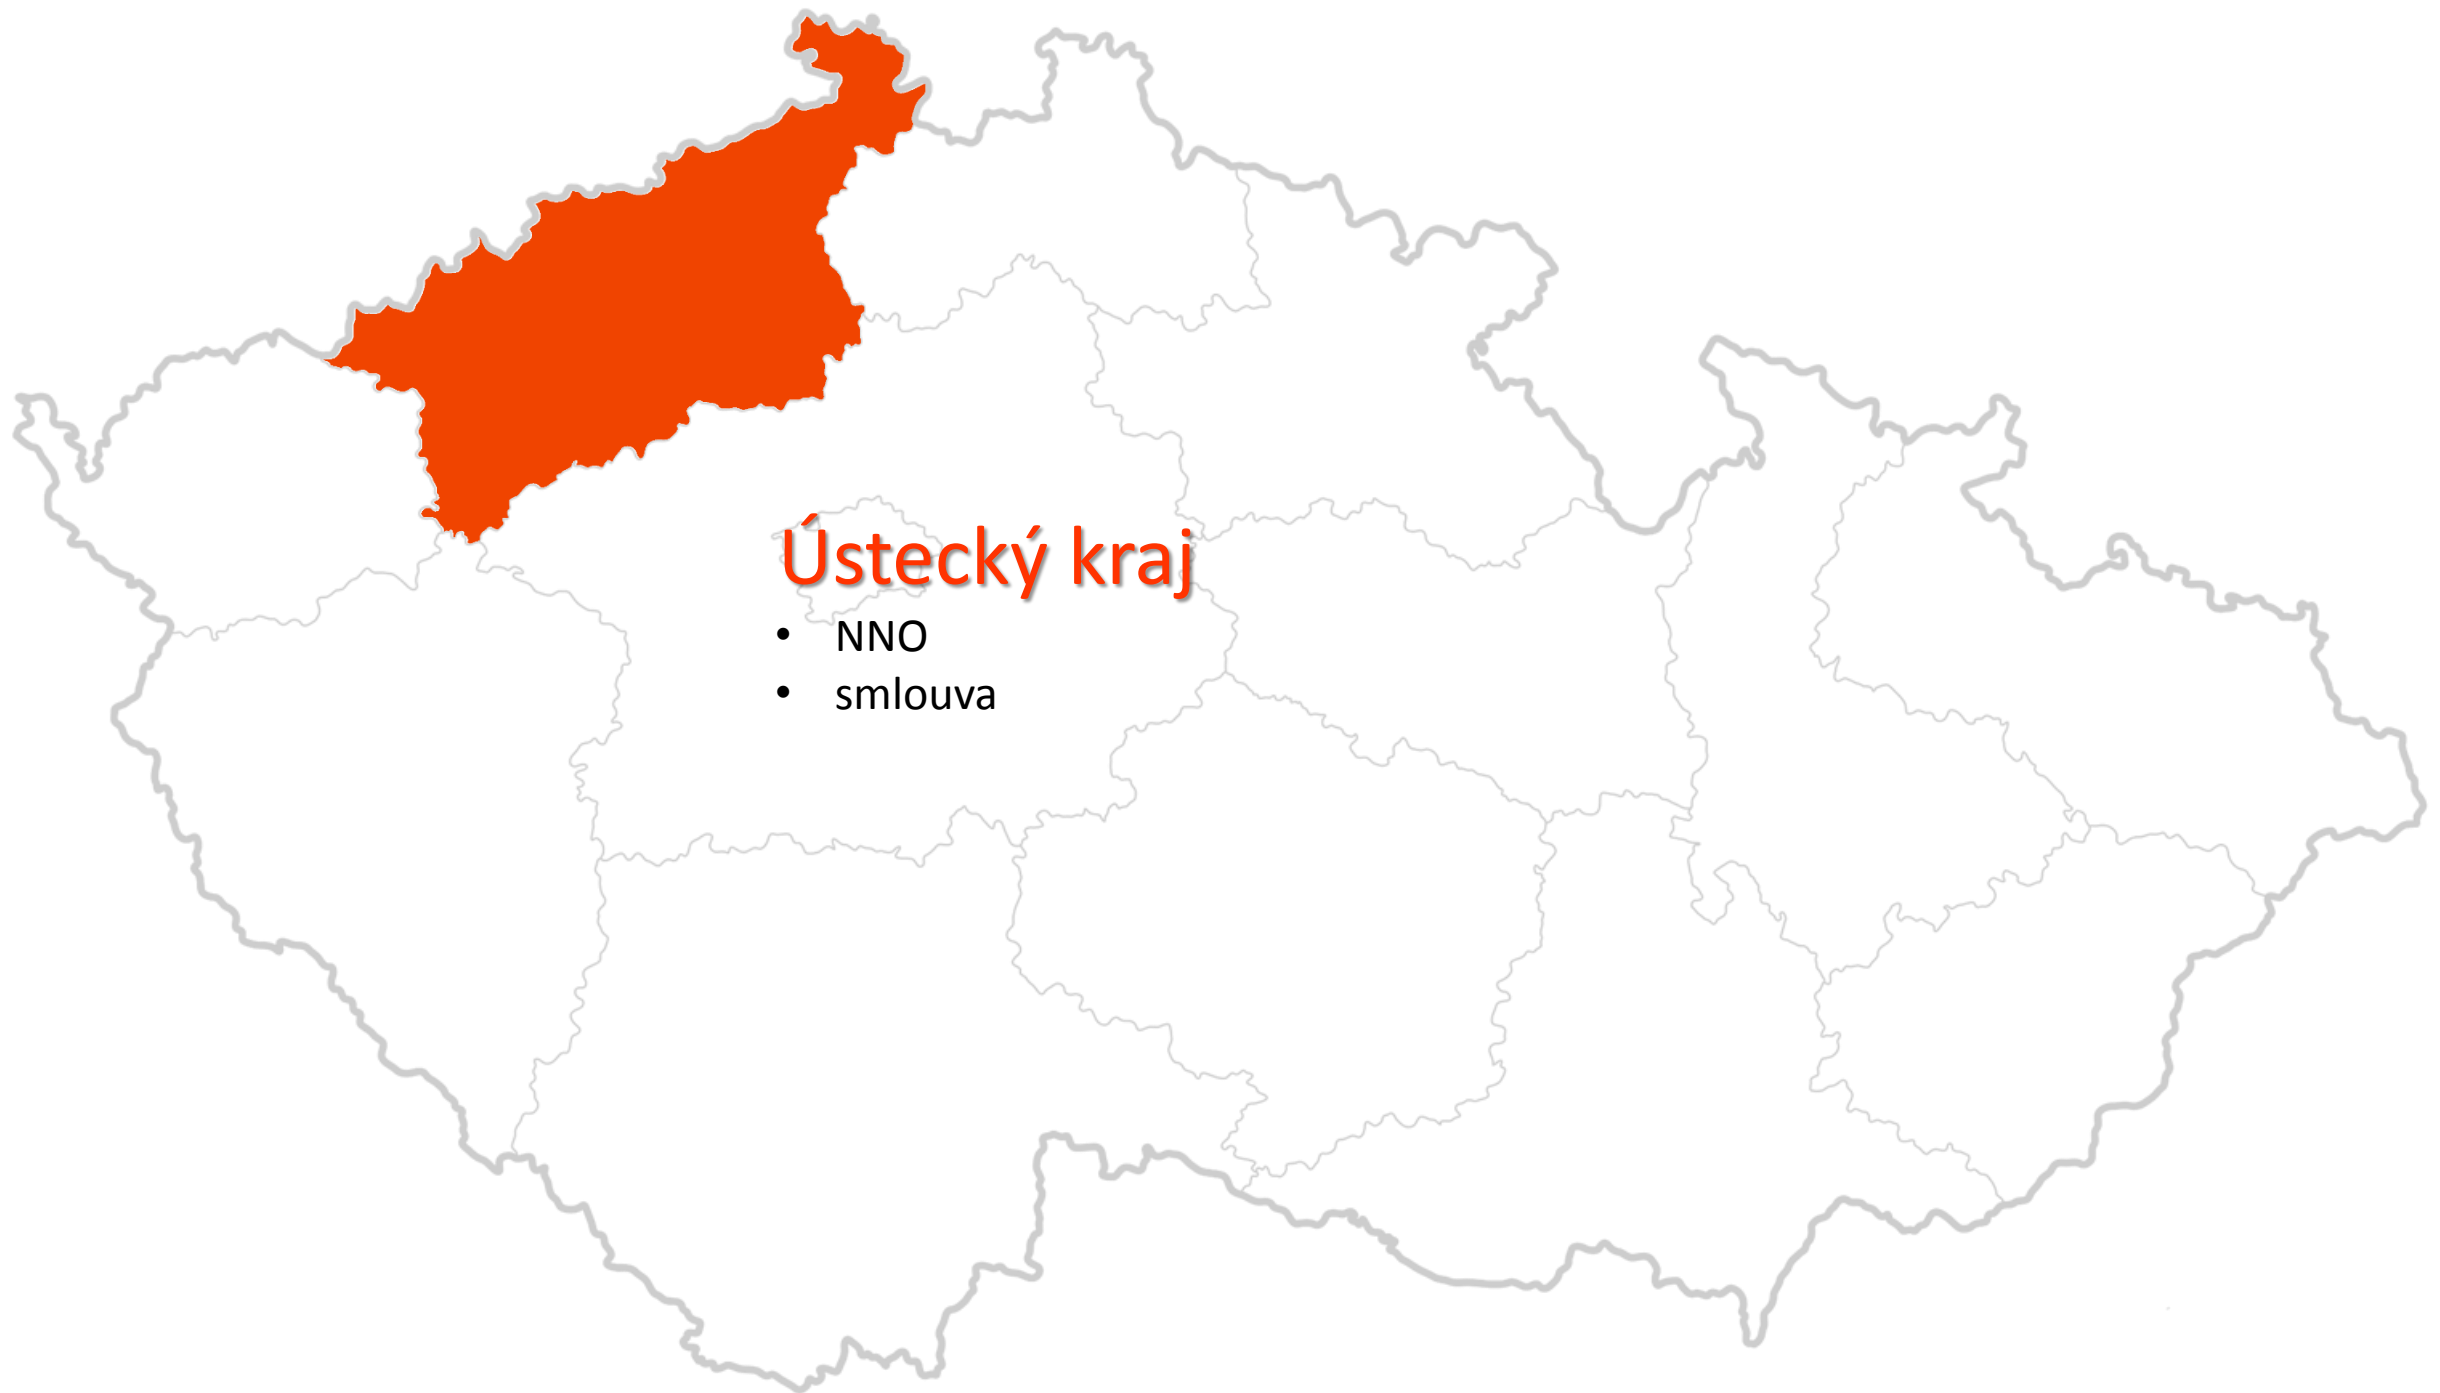 Ústecký kraj
• NNO
• smlouva